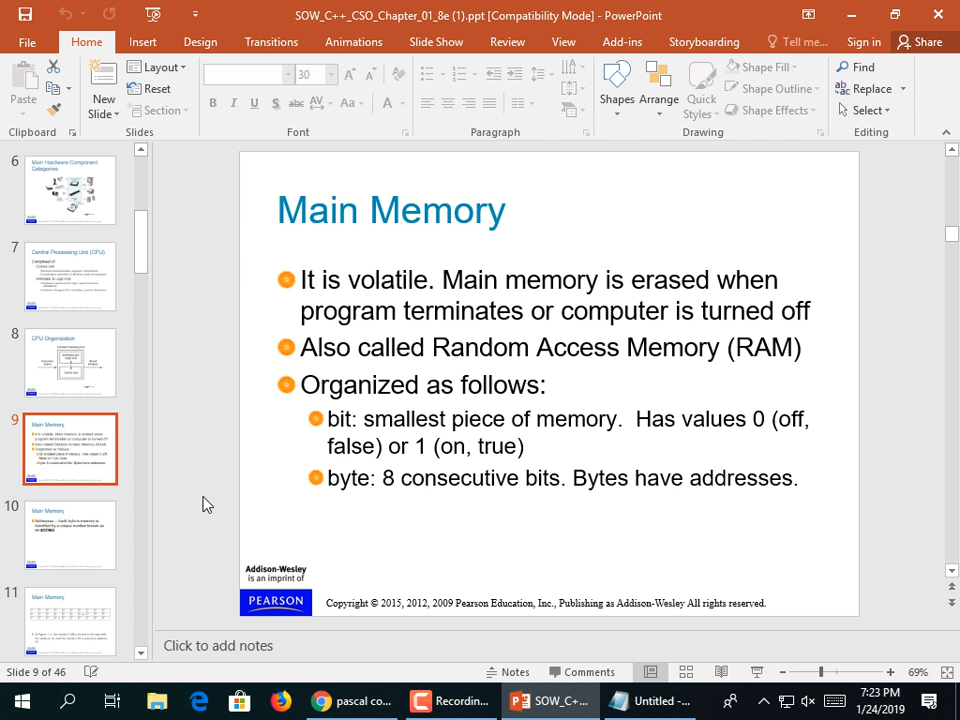 SOW_C++_CSO_Chapter_01_8e (1).ppt [Compatibility Mode] - PowerPoint
File Home Insert Design Transitions Animations Slide Show Review View Add-ins Storyboarding Tell me... Sign in Share
Paste
Clipboard
New
Slide
Layout
Reset
Section
Slides
30
B I U S abc AV Aa A
Font
Paragraph
Shapes
Arrange
Quick
Styles
Shape Fill
Shape Outline
Shape Effects
Drawing
Find
Replace
Select
Editing
6
Main Hardware Component
Categories
7
Central Processing Unit (CPU)
8
CPU Organization
9
Main Memory
10
11
Main Memory
Main Memory
It is volatile. Main memory is erased when
program terminates or computer is turned off
Also called Random Access Memory (RAM)
Organized as follows:
bit: smallest piece of memory. Has values 0 (off,
false) or 1 (on, true)
byte: 8 consecutive bits. Bytes have addresses.
Addison-Wesley
is an imprint of
PEARSON
Copyright © 2015, 2012, 2009 Pearson Education, Inc., Publishing as Addison-Wesley All rights reserved.
Click to add notes
Slide 9 of 46
Notes Comments 69%
pascal co... Recording... SOW_C+... Untitled -...
7:23 PM
1/24/2019